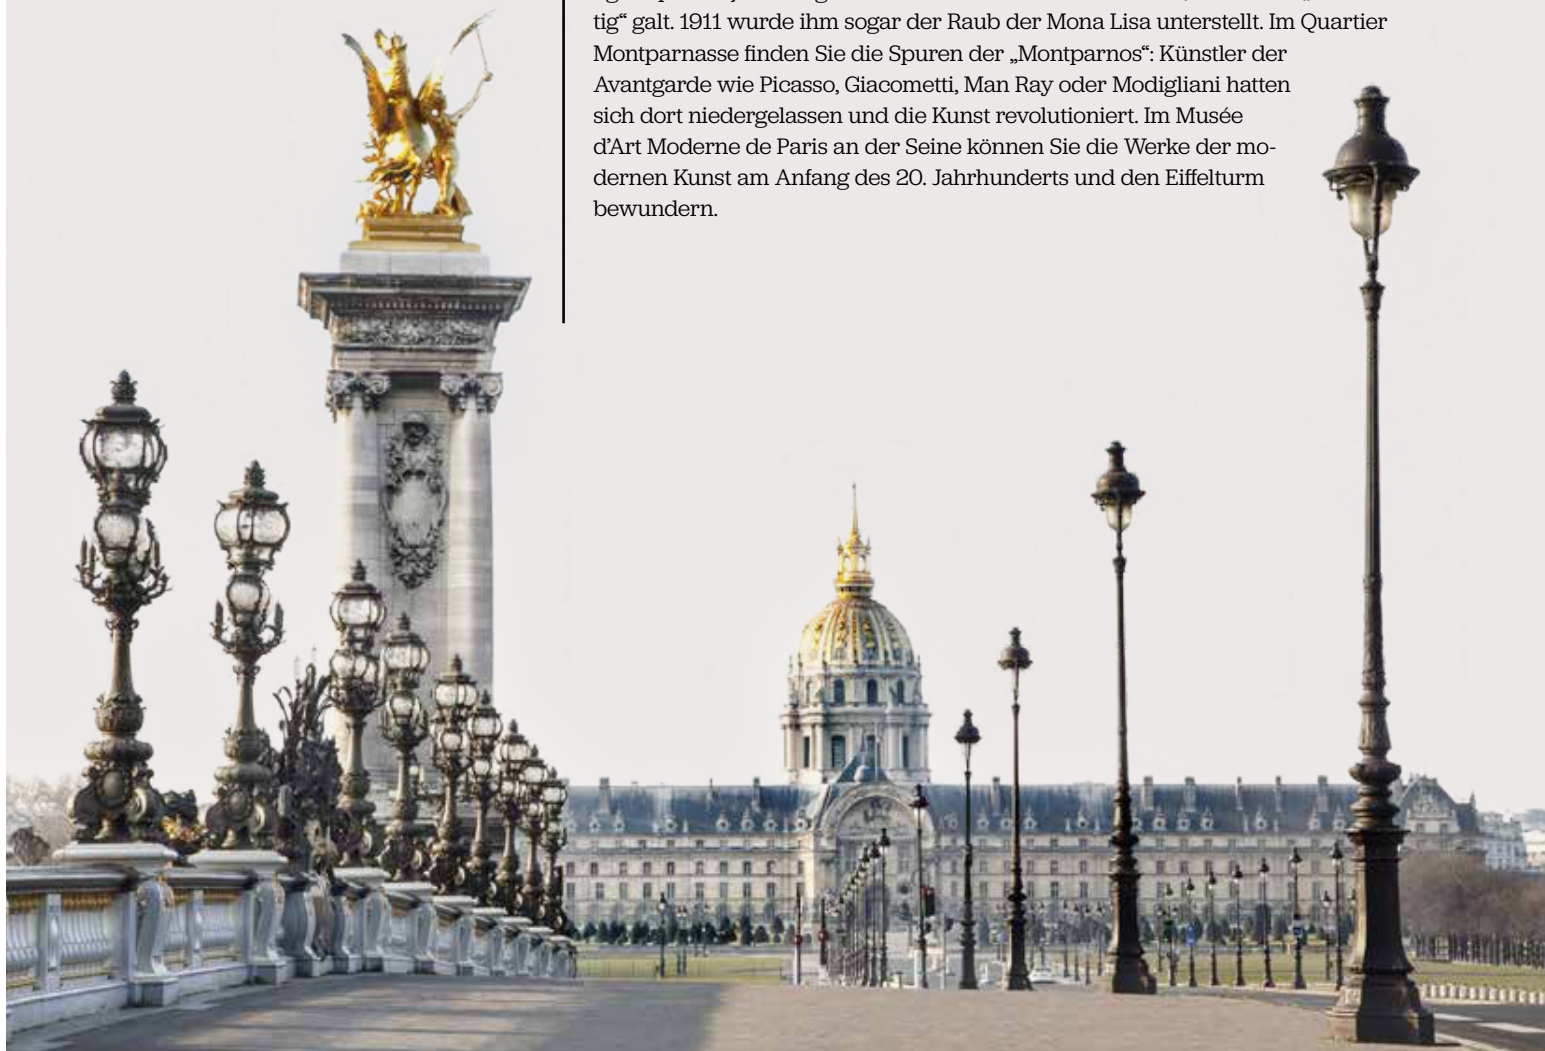 tig“ galt. 1911 wurde ihm sogar der Raub der Mona Lisa unterstellt. Im Quartier
Montparnasse finden Sie die Spuren der „Montparnos“: Künstler der
Avantgarde wie Picasso, Giacometti, Man Ray oder Modigliani hatten
sich dort niedergelassen und die Kunst revolutioniert. Im Musée
d’Art Moderne de Paris an der Seine können Sie die Werke der mo-
dernen Kunst am Anfang des 20. Jahrhunderts und den Eiffelturm
bewundern.